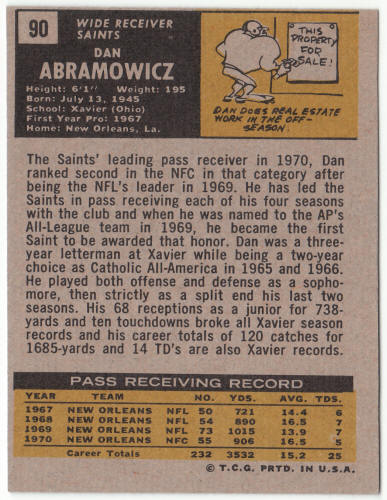 90
WIDE RECEIVER
SAINTS
DAN
ABRAMOWICZ
Height: 6'1" Weight: 195
Born: July 13, 1945
School: Xavier (Ohio)
First Year Pro: 1967
Home: New Orleans, La.
THIS
PROPERTY
FOR
SALE!
DAN DOES REAL ESTATE
WORK IN THE OFF-
SEASON.
The Saints' leading pass receiver in 1970, Dan
ranked second in the NFC in that category after
being the NFL's leader in 1969. He has led the
Saints in pass receiving each of his four seasons
with the club and when he was named to the AP's
All-League team in 1969, he became the first
Saint to be awarded that honor. Dan was a three-
year letterman at Xavier while being a two-year
choice as Catholic All-America in 1965 and 1966.
He played both offense and defense as a sopho-
more, then strictly as a split end his last two
seasons. His 68 receptions as a junior for 738-
yards and ten touchdowns broke all Xavier season
records and his career totals of 120 catches for
1685-yards and 14 TD's are also Xavier records.
PASS RECEIVING RECORD
YEAR TEAM NO. YDS. AVG. TDS.
1967 NEW ORLEANS NFL 50 721 14.4 6
1968 NEW ORLEANS NFL 54 890 16.5 7
1969 NEW ORLEANS NFL 73 1015 13.9 7
1970 NEW ORLEANS NFC 55 906 16.5 5
Career Totals 232 3532 15.2 25
© T.C.G. PRTD. IN U.S.A.